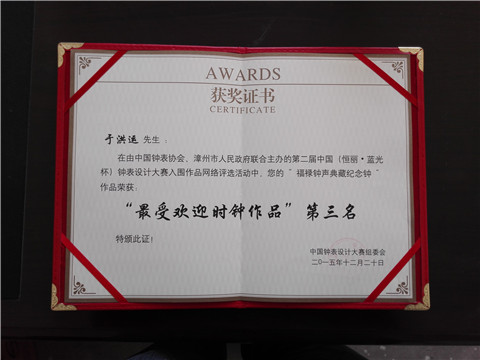 AWARDS
获奖证书
CERTIFICATE
于洪运 先生：
在由中国钟表协会、漳州市人民政府联合主办的第二届中国（恒丽·蓝光
杯）钟表设计大赛入围作品网络评选活动中，您的“福禄钟声典藏纪念钟”
作品荣获：
“最受欢迎时钟作品”第三名
特颁此证！
中国钟表设计大赛组委会
二〇一五年十二月二十日